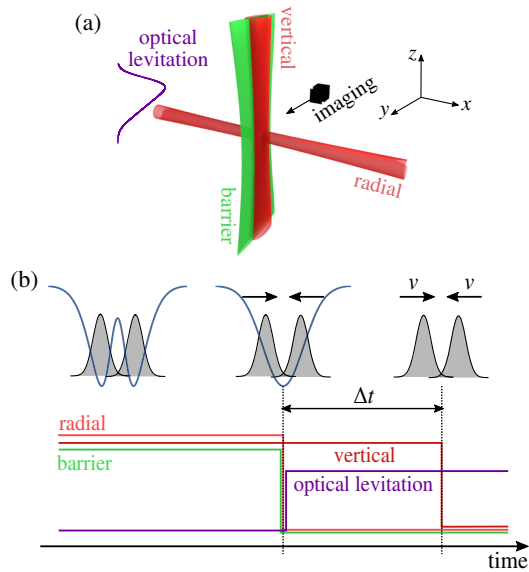 (a)
optical
levitation
vertical
imaging
z
y
x
barrier
radial
(b)
v
v
Δt
radial
vertical
barrier
optical levitation
time